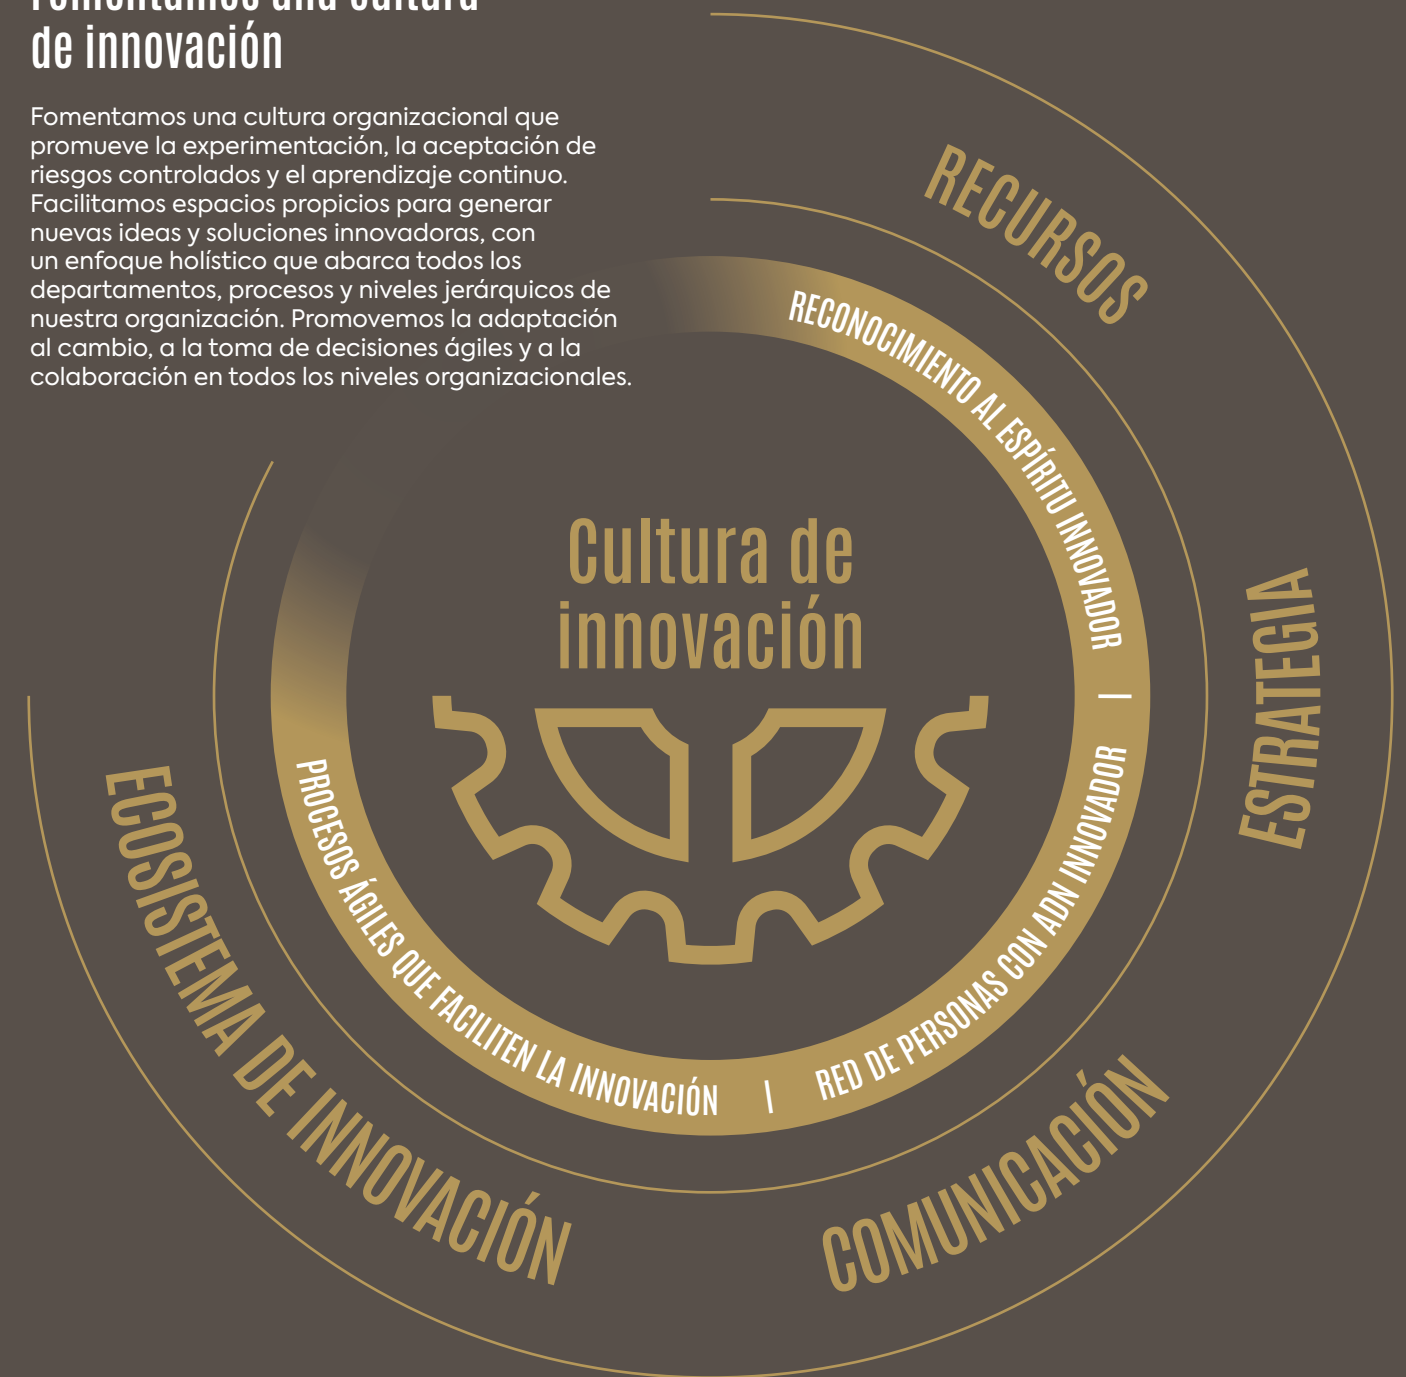 Fomentamos una cultura
de innovación
Fomentamos una cultura organizacional que
promueve la experimentación, la aceptación de
riesgos controlados y el aprendizaje continuo.
Facilitamos espacios propicios para generar
nuevas ideas y soluciones innovadoras, con
un enfoque holístico que abarca todos los
departamentos, procesos y niveles jerárquicos de
nuestra organización. Promovemos la adaptación
al cambio, a la toma de decisiones ágiles y a la
colaboración en todos los niveles organizacionales.
RECURSOS
ESTRATEGIA
COMUNICACIÓN
ECOSISTEMA DE INNOVACIÓN
RECONOCIMIENTO AL ESPÍRITU INNOVADOR |
RED DE PERSONAS CON ADN INNOVADOR |
PROCESOS ÁGILES QUE FACILITEN LA INNOVACIÓN
Cultura de
innovación